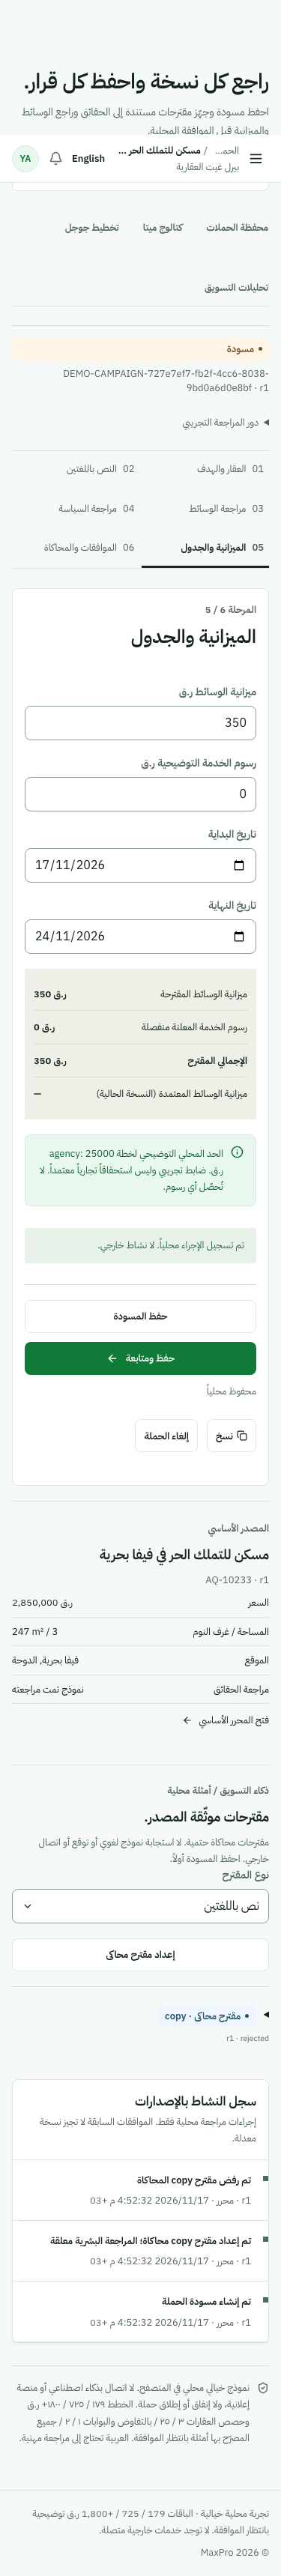 راجع كل نسخة واحفظ كل قرار.
احفظ مسودة وجهّز مقترحات مستندة إلى الحقائق وراجع الوسائط
والميزانية قبل الموافقة المحلية.
الحمـ... / مسكن للتملك الحر ...
بيرل غيت العقارية
English
YA
محفظة الحملات
كتالوج ميتا
تخطيط جوجل
تحليلات التسويق
مسودة
DEMO-CAMPAIGN-727e7ef7-fb2f-4cc6-8038-
9bd0a6d0e8bf · r1
دور المراجعة التجريبي
01 العقار والهدف
02 النص باللغتين
03 مراجعة الوسائط
04 مراجعة السياسة
05 الميزانية والجدول
06 الموافقات والمحاكاة
المرحلة 6 / 5
الميزانية والجدول
ميزانية الوسائط ر.ق
350
رسوم الخدمة التوضيحية ر.ق
0
تاريخ البداية
17/11/2026
تاريخ النهاية
24/11/2026
ميزانية الوسائط المقترحة
ر.ق 350
رسوم الخدمة المعلنة منفصلة
ر.ق 0
الإجمالي المقترح
ر.ق 350
ميزانية الوسائط المعتمدة (النسخة الحالية)
—
الحد المحلي التوضيحي لخطة agency: 25000
ر.ق. ضابط تجريبي وليس استحقاقاً تجارياً معتمداً. لا
تُحصّل أي رسوم.
تم تسجيل الإجراء محلياً. لا نشاط خارجي.
حفظ المسودة
حفظ ومتابعة
محفوظ محلياً
نسخ
إلغاء الحملة
المصدر الأساسي
مسكن للتملك الحر في فيفا بحرية
AQ-10233 · r1
السعر
ر.ق 2,850,000
المساحة / غرف النوم
247 m² / 3
الموقع
فيفا بحرية, الدوحة
مراجعة الحقائق
نموذج تمت مراجعته
فتح المحرر الأساسي
ذكاء التسويق / أمثلة محلية
مقترحات موثّقة المصدر.
مقترحات محاكاة حتمية. لا استجابة نموذج لغوي أو توقع أو اتصال
خارجي. احفظ المسودة أولاً.
نوع المقترح
نص باللغتين
إعداد مقترح محاكى
مقترح محاكى · copy
r1 · rejected
سجل النشاط بالإصدارات
إجراءات مراجعة محلية فقط. الموافقات السابقة لا تجيز نسخة
معدلة.
تم رفض مقترح copy المحاكاة
r1 · محرر · 2026/11/17 4:52:32 م +03
تم إعداد مقترح copy محاكاة؛ المراجعة البشرية معلقة
r1 · محرر · 2026/11/17 4:52:32 م +03
تم إنشاء مسودة الحملة
r1 · محرر · 2026/11/17 4:52:32 م +03
نموذج خيالي محلي في المتصفح. لا اتصال بذكاء اصطناعي أو منصة
إعلانية، ولا إنفاق أو إطلاق حملة. الخطط ١٧٩ / ٧٢٥ / ١٨٠٠+ ر.ق
وحصص العقارات ٣ / ٢٥ / بالتفاوض والبوابات ١ / ٢ / جميع
المصرّح بها أمثلة بانتظار الموافقة. العربية تحتاج إلى مراجعة مهنية.
تجربة محلية خيالية · الباقات 179 / 725 / +1,800 ر.ق توضيحية
بانتظار الموافقة. لا توجد خدمات خارجية متصلة.
MaxPro 2026 ©